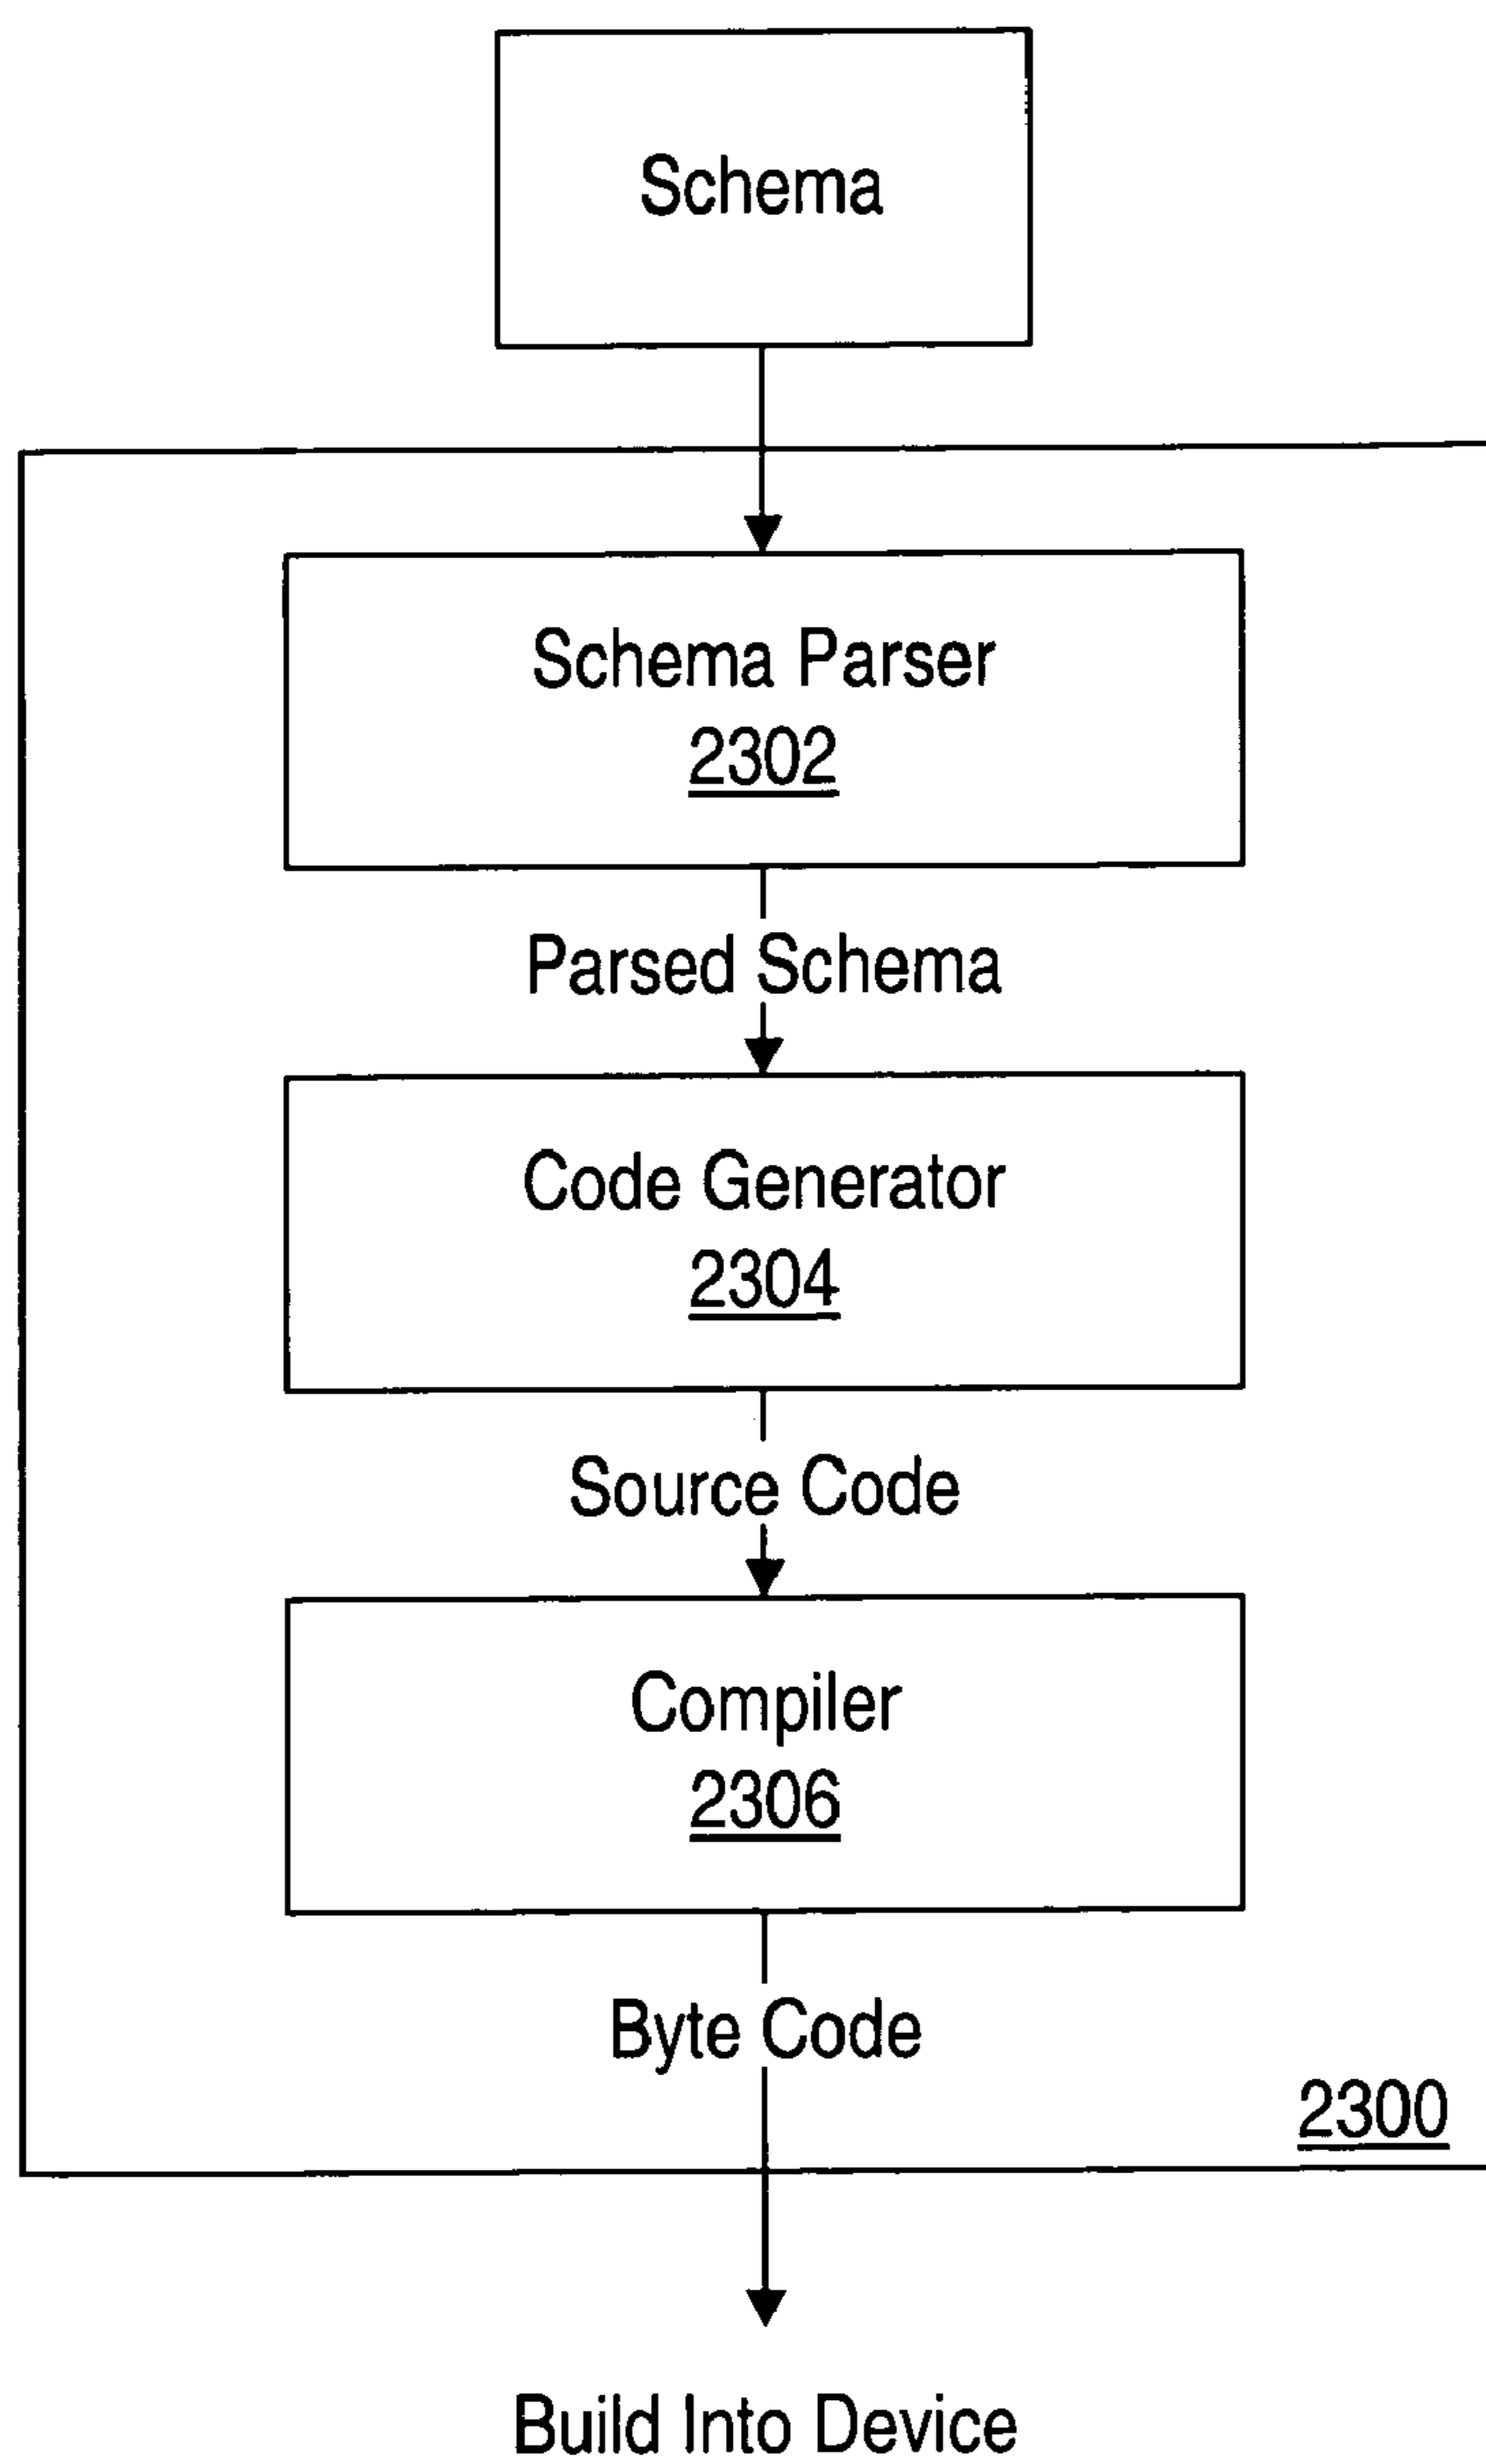 Schema
Schema Parser
2302
Parsed Schema
Code Generator
2304
Source Code
Compiler
2306
Byte Code
2300
Build Into Device